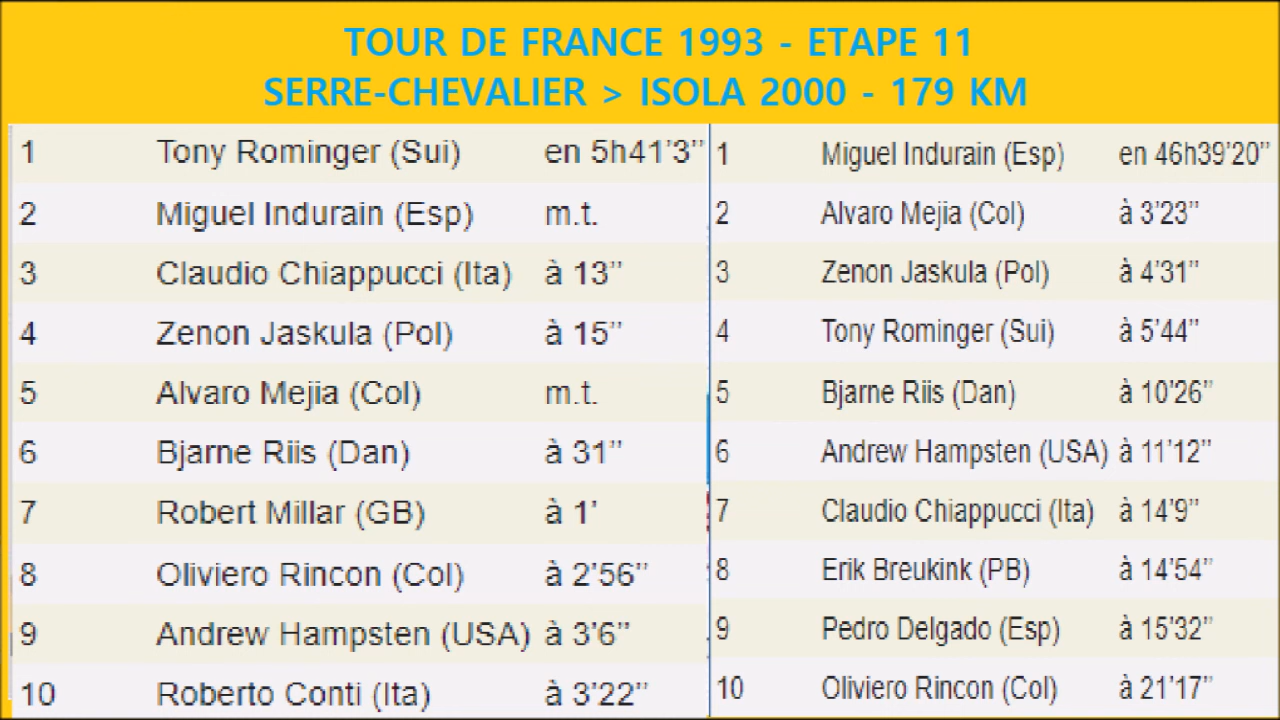 TOUR DE FRANCE 1993 - ETAPE 11
SERRE-CHEVALIER > ISOLA 2000 - 179 KM
1 Tony Rominger (Sui) en 5h41'3’’
2 Miguel Indurain (Esp) m.t.
3 Claudio Chiappucci (Ita) à 13’’
4 Zenon Jaskula (Pol) à 15’’
5 Alvaro Mejia (Col) m.t.
6 Bjarne Riis (Dan) à 31’’
7 Robert Millar (GB) à 1’
8 Oliviero Rincon (Col) à 2’56’’
9 Andrew Hampsten (USA) à 3’6’’
10 Roberto Conti (Ita) à 3’22’’
1 Miguel Indurain (Esp) en 46h39’20’’
2 Alvaro Mejia (Col) à 3’23’’
3 Zenon Jaskula (Pol) à 4’31’’
4 Tony Rominger (Sui) à 5’44’’
5 Bjarne Riis (Dan) à 10’26’’
6 Andrew Hampsten (USA) à 11’12’’
7 Claudio Chiappucci (Ita) à 14’9’’
8 Erik Breukink (PB) à 14’54’’
9 Pedro Delgado (Esp) à 15’32’’
10 Oliviero Rincon (Col) à 21’17’’